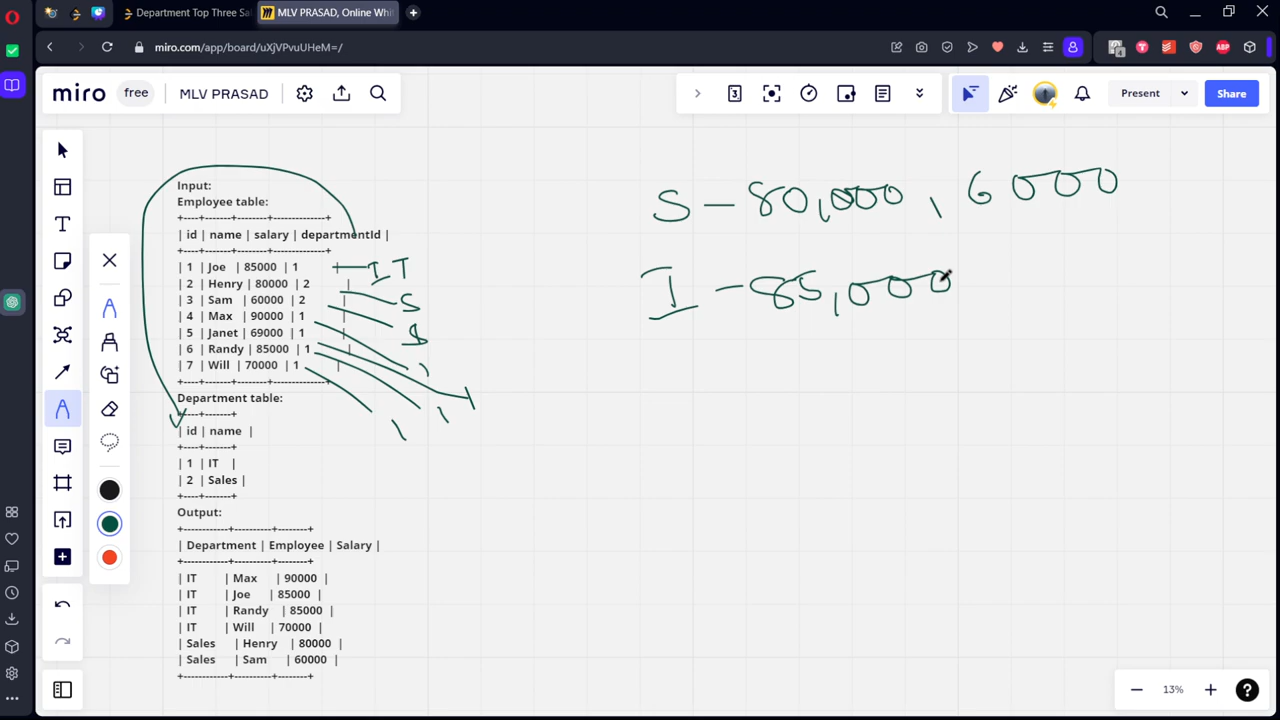 Department Top Three Sa
MLV PRASAD, Online Whi
miro.com/app/board/uXjVPvuUHeM=/
miro free MLV PRASAD
Present Share
Input:
Employee table:
+----+-------+--------+--------------+
| id | name | salary | departmentId |
+----+-------+--------+--------------+
| 1 | Joe | 85000 | 1 | IT
| 2 | Henry | 80000 | 2 | S
| 3 | Sam | 60000 | 2 | S
| 4 | Max | 90000 | 1 |
| 5 | Janet | 69000 | 1 |
| 6 | Randy | 85000 | 1 |
| 7 | Will | 70000 | 1 |
+----+-------+--------+--------------+
Department table:
+----+-------+
| id | name |
+----+-------+
| 1 | IT |
| 2 | Sales |
+----+-------+
Output:
+------------+----------+--------+
| Department | Employee | Salary |
+------------+----------+--------+
| IT | Max | 90000 |
| IT | Joe | 85000 |
| IT | Randy | 85000 |
| IT | Will | 70000 |
| Sales | Henry | 80000 |
| Sales | Sam | 60000 |
+------------+----------+--------+
S - 80,000, 6000
I - 85,000
13%